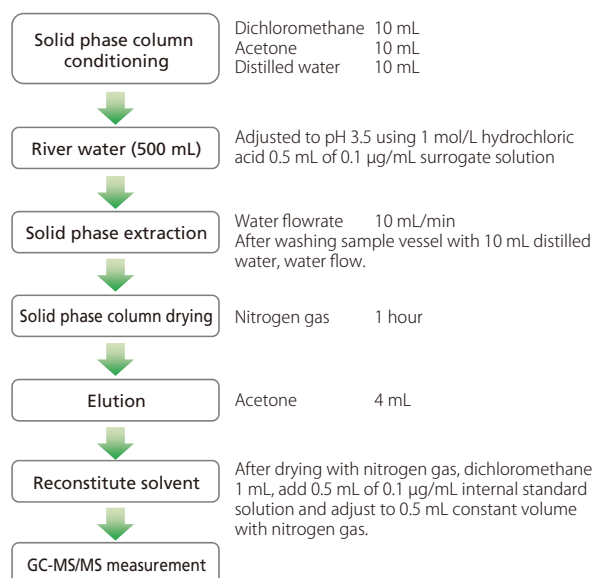 Solid phase column
conditioning
Dichloromethane 10 mL
Acetone 10 mL
Distilled water 10 mL
River water (500 mL)
Adjusted to pH 3.5 using 1 mol/L hydrochloric
acid 0.5 mL of 0.1 µg/mL surrogate solution
Solid phase extraction
Water flowrate 10 mL/min
After washing sample vessel with 10 mL distilled
water, water flow.
Solid phase column drying
Nitrogen gas 1 hour
Elution
Acetone 4 mL
Reconstitute solvent
After drying with nitrogen gas, dichloromethane
1 mL, add 0.5 mL of 0.1 µg/mL internal standard
solution and adjust to 0.5 mL constant volume
with nitrogen gas.
GC-MS/MS measurement